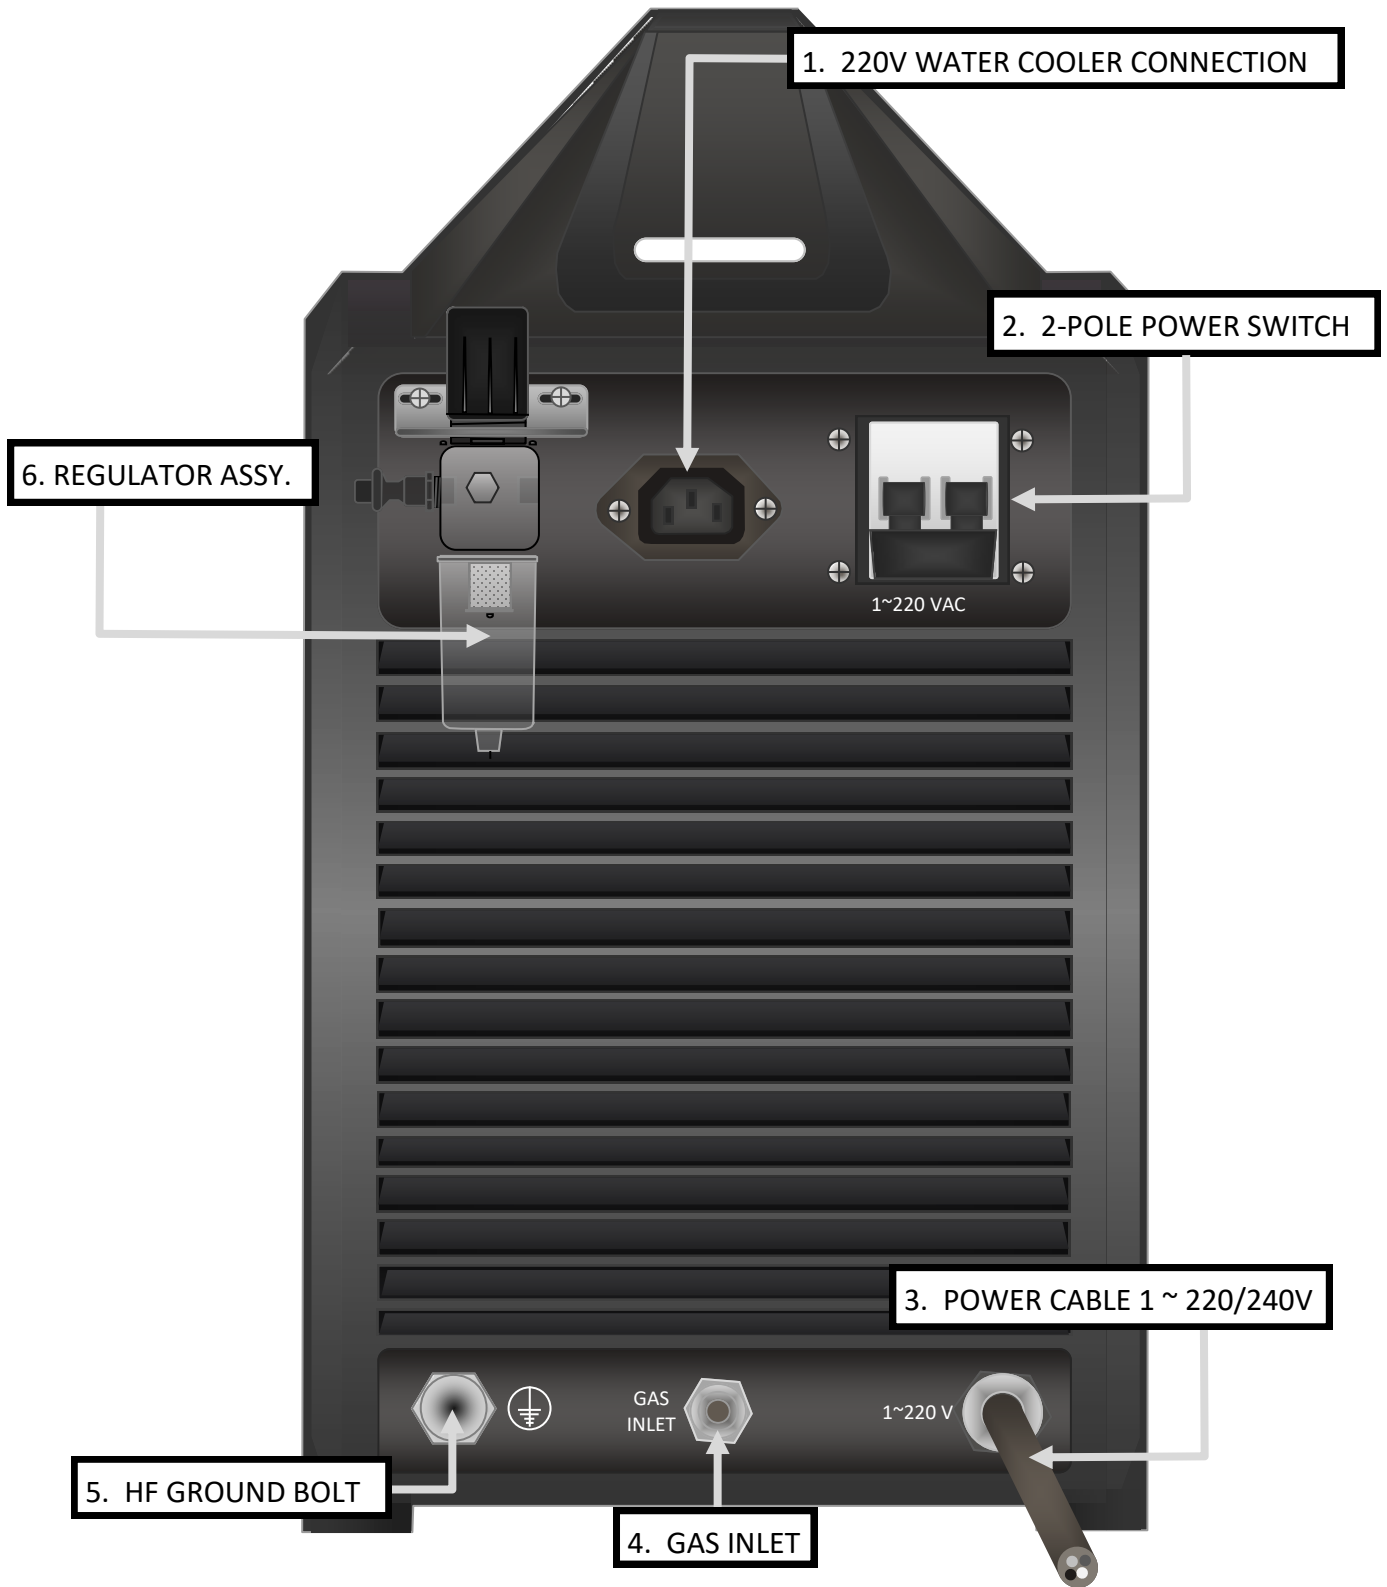 1. 220V WATER COOLER CONNECTION
2. 2-POLE POWER SWITCH
6. REGULATOR ASSY.
1~220 VAC
3. POWER CABLE 1 ~ 220/240V
GAS
INLET
1~220 V
5. HF GROUND BOLT
4. GAS INLET